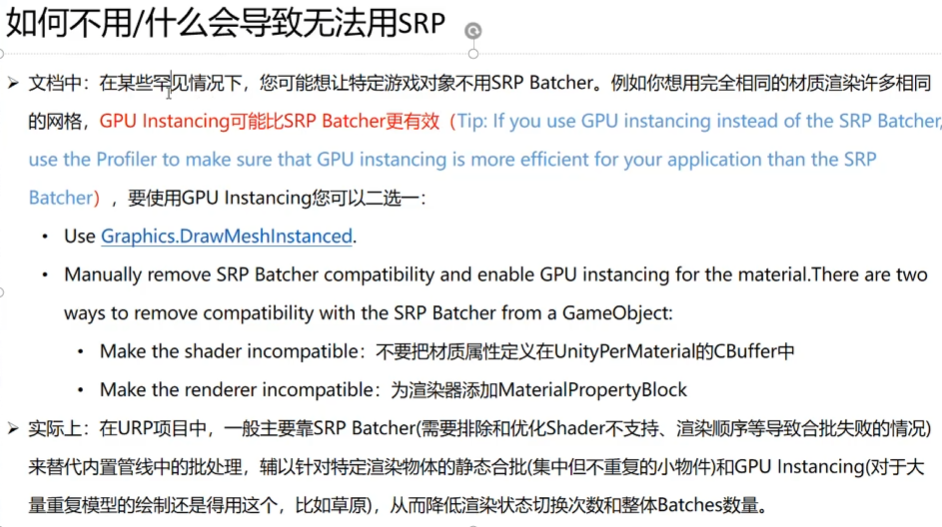 如何不用/什么会导致无法用SRP
➢ 文档中：在某些罕见情况下，您可能想让特定游戏对象不用SRP Batcher。例如你想用完全相同的材质渲染许多相同
的网格，GPU Instancing可能比SRP Batcher更有效（Tip: If you use GPU instancing instead of the SRP Batcher,
use the Profiler to make sure that GPU instancing is more efficient for your application than the SRP
Batcher），要使用GPU Instancing您可以二选一：
• Use Graphics.DrawMeshInstanced.
• Manually remove SRP Batcher compatibility and enable GPU instancing for the material.There are two
ways to remove compatibility with the SRP Batcher from a GameObject:
• Make the shader incompatible：不要把材质属性定义在UnityPerMaterial的CBuffer中
• Make the renderer incompatible：为渲染器添加MaterialPropertyBlock
➢ 实际上：在URP项目中，一般主要靠SRP Batcher(需要排除和优化Shader不支持、渲染顺序等导致合批失败的情况)
来替代内置管线中的批处理，辅以针对特定渲染物体的静态合批(集中但不重复的小物件)和GPU Instancing(对于大
量重复模型的绘制还是得用这个，比如草原)，从而降低渲染状态切换次数和整体Batches数量。